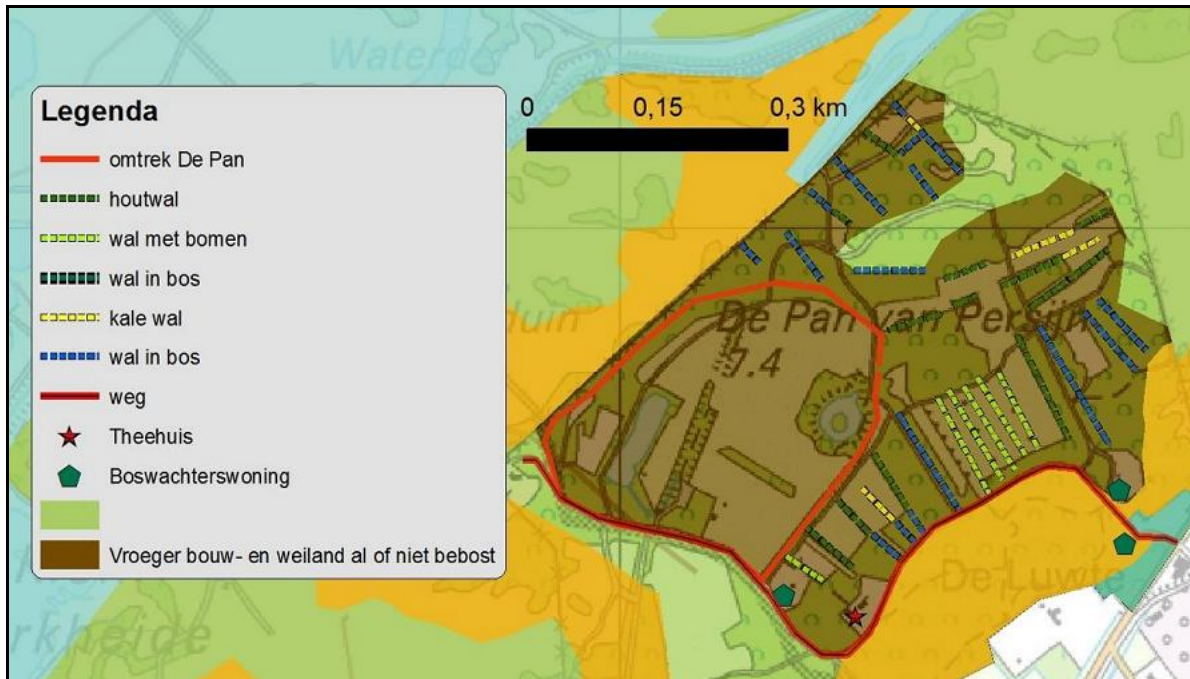 Legenda
omtrek De Pan
houtwal
wal met bomen
wal in bos
kale wal
wal in bos
weg
Theehuis
Boswachterswoning
Vroeger bouw- en weiland al of niet bebost
0 0,15 0,3 km
De Pan van Persijn
7.4
De Luwte